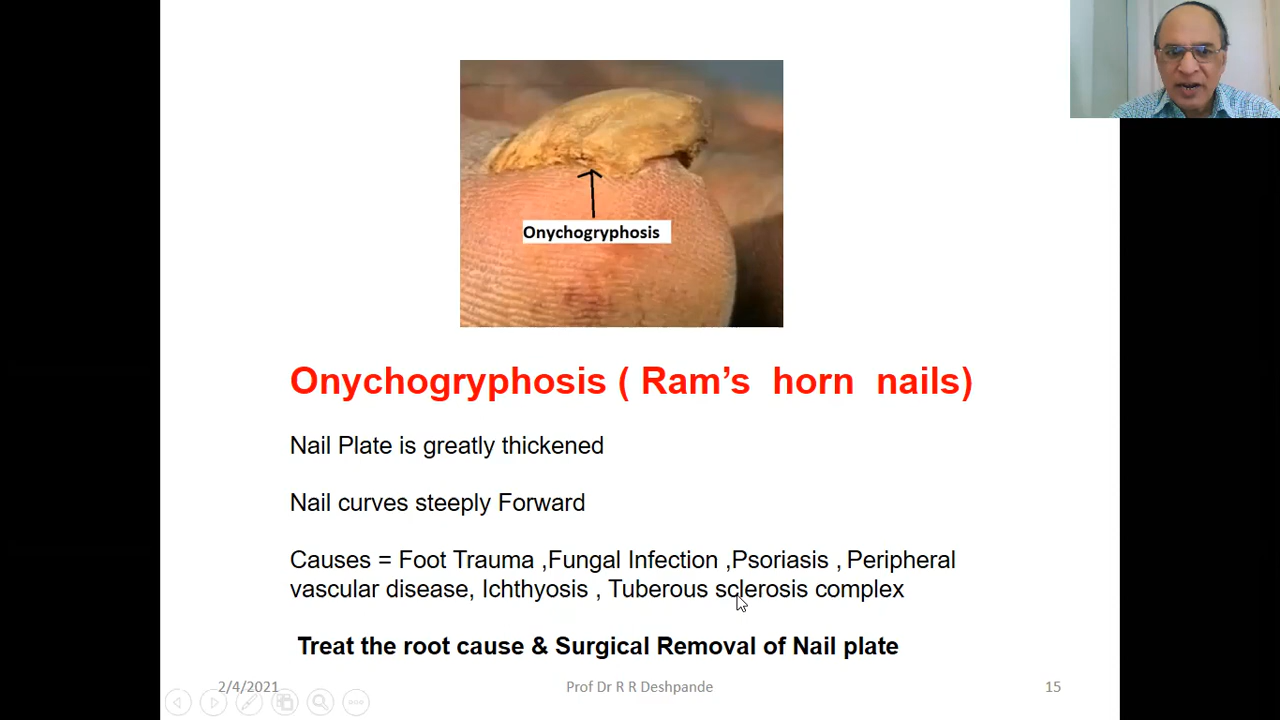 Onychogryphosis
Onychogryphosis ( Ram's horn nails)
Nail Plate is greatly thickened
Nail curves steeply Forward
Causes = Foot Trauma ,Fungal Infection ,Psoriasis , Peripheral
vascular disease, Ichthyosis , Tuberous sclerosis complex
Treat the root cause & Surgical Removal of Nail plate
2/4/2021
Prof Dr R R Deshpande
15